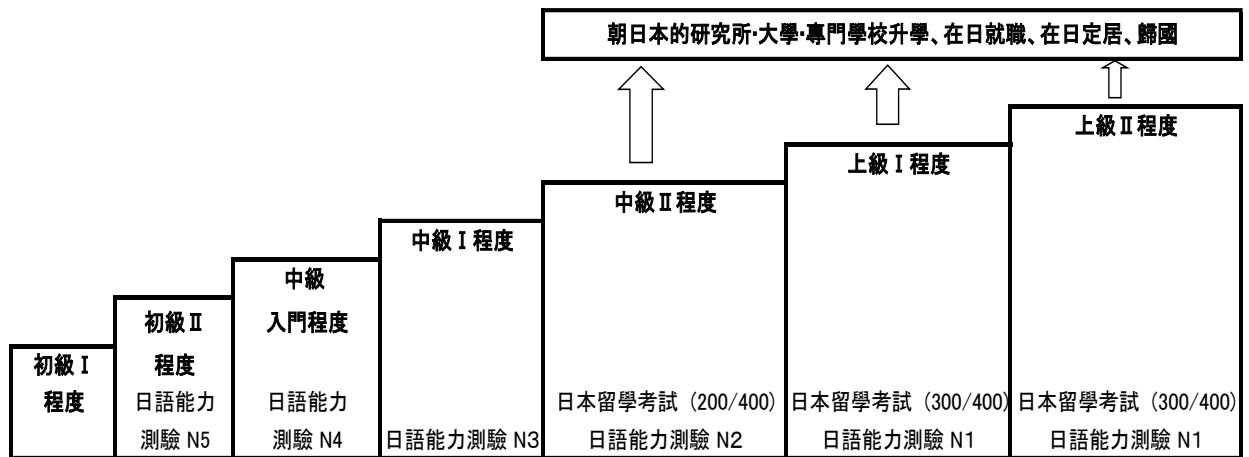 朝日本的研究所・大學・專門學校升學、在日就職、在日定居、歸國
初級Ⅰ
程度
初級Ⅱ
程度
日語能力
測驗 N5
中級
入門程度
日語能力
測驗 N4
中級Ⅰ程度
日語能力測驗 N3
中級Ⅱ程度
日本留學考試 (200/400)
日語能力測驗 N2
上級Ⅰ程度
日本留學考試 (300/400)
日語能力測驗 N1
上級Ⅱ程度
日本留學考試 (300/400)
日語能力測驗 N1